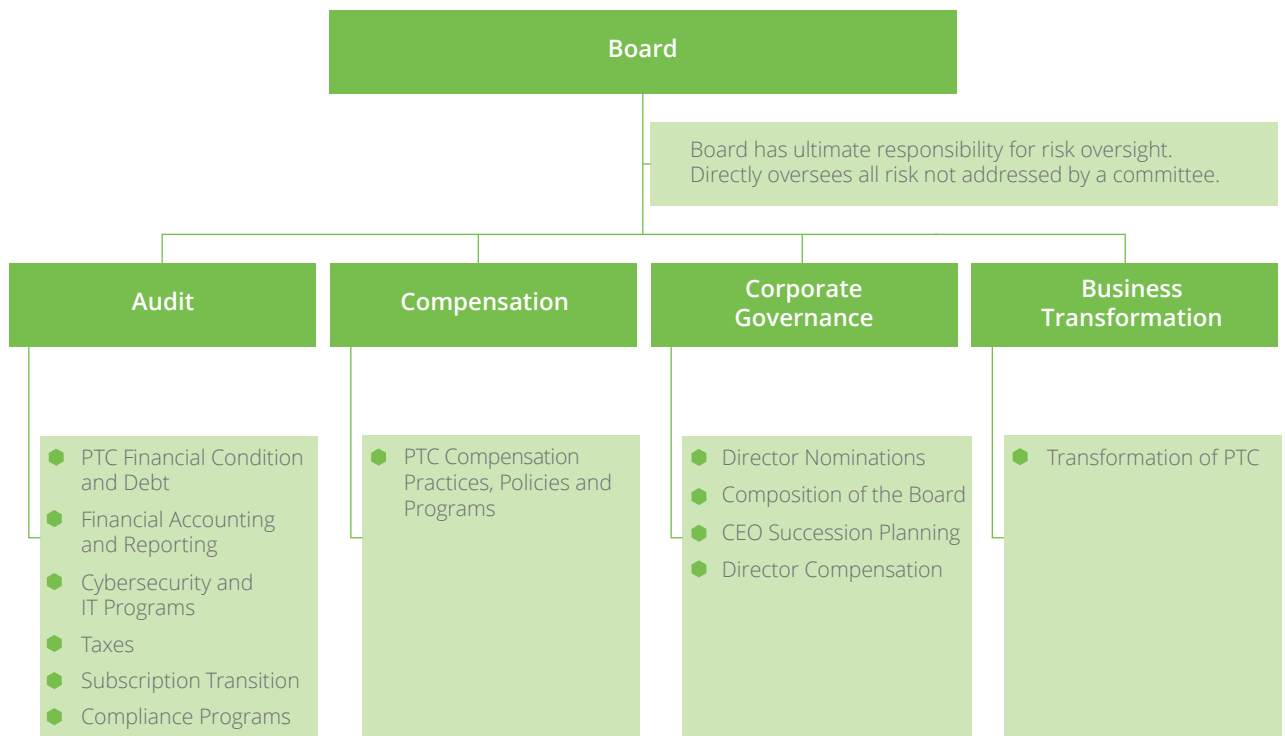 Board
Board has ultimate responsibility for risk oversight.
Directly oversees all risk not addressed by a committee.
Audit
Compensation
Corporate
Governance
Business
Transformation
PTC Financial Condition
and Debt
Financial Accounting
and Reporting
Cybersecurity and
IT Programs
Taxes
Subscription Transition
Compliance Programs
PTC Compensation
Practices, Policies and
Programs
Director Nominations
Composition of the Board
CEO Succession Planning
Director Compensation
Transformation of PTC